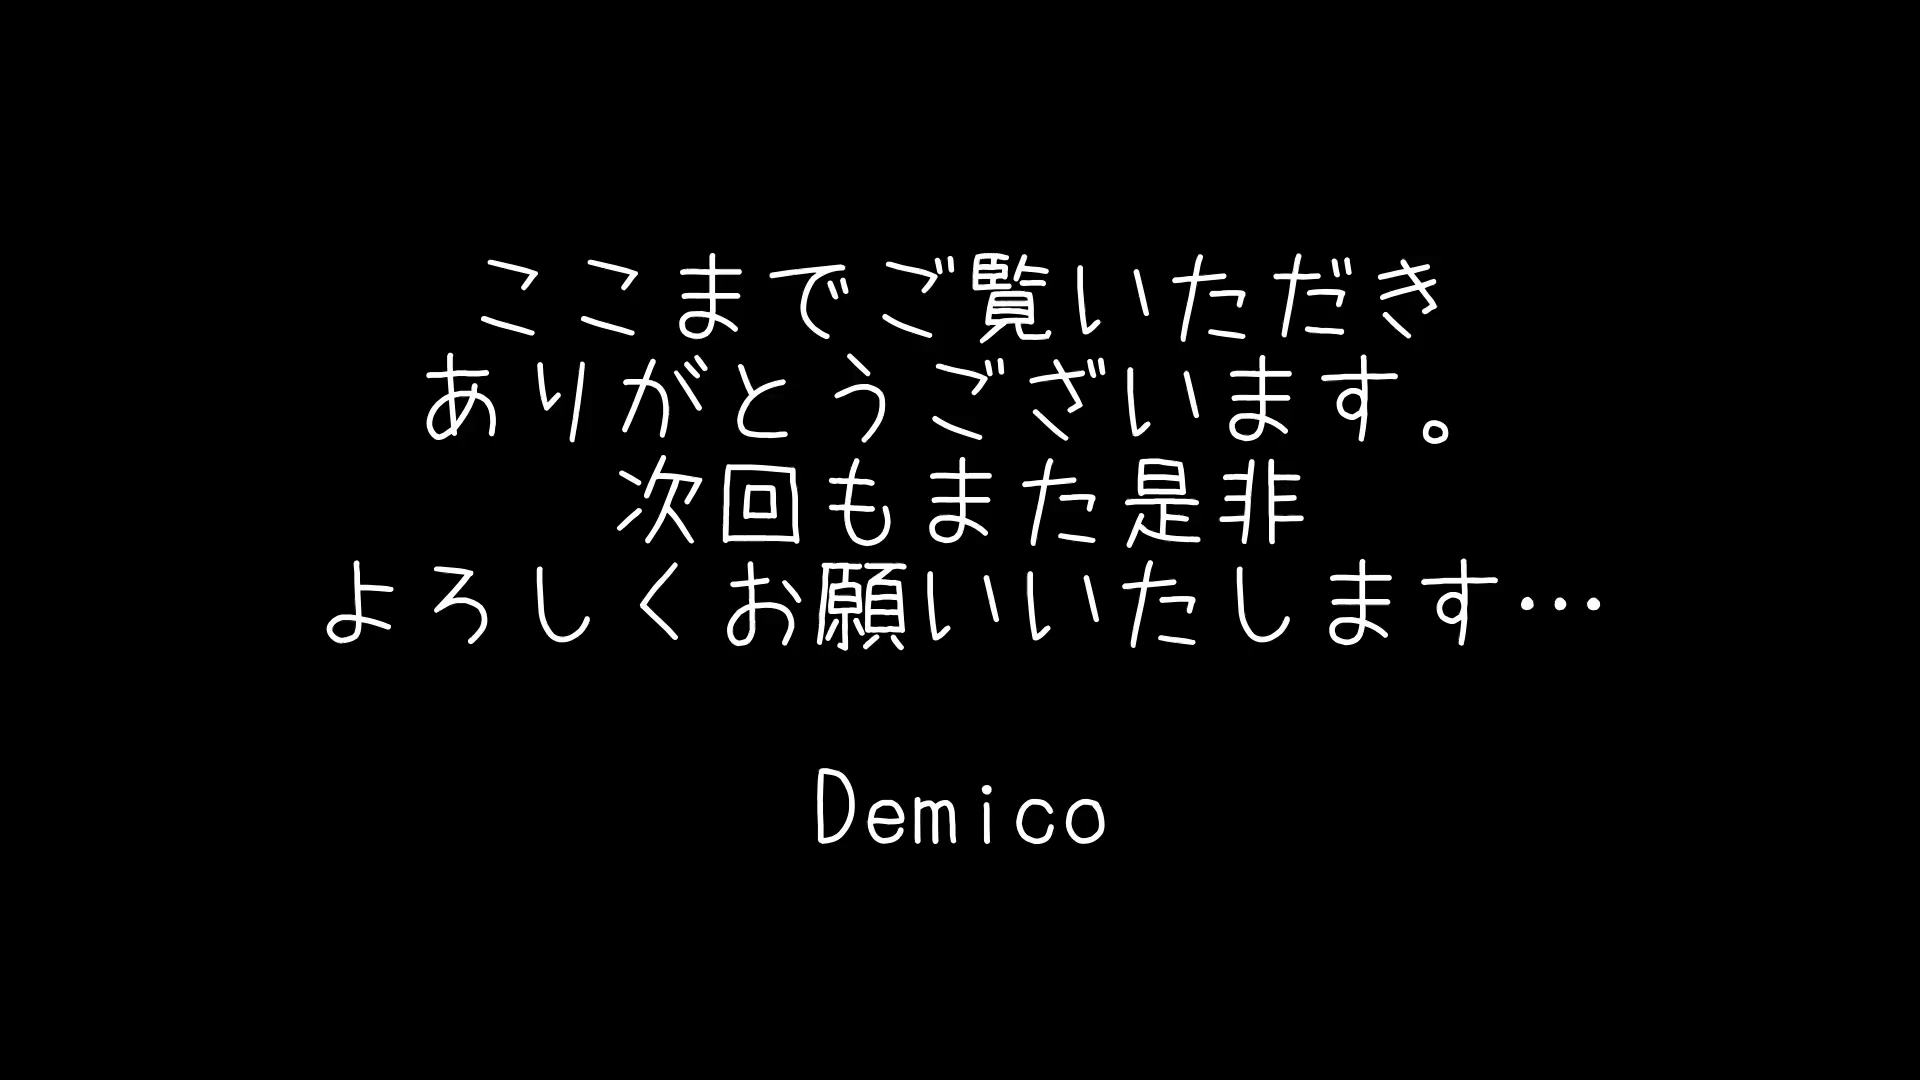 ここまでご覧いただき
ありがとうございます。
次回もまた是非
よろしくお願いいたします…
Demico